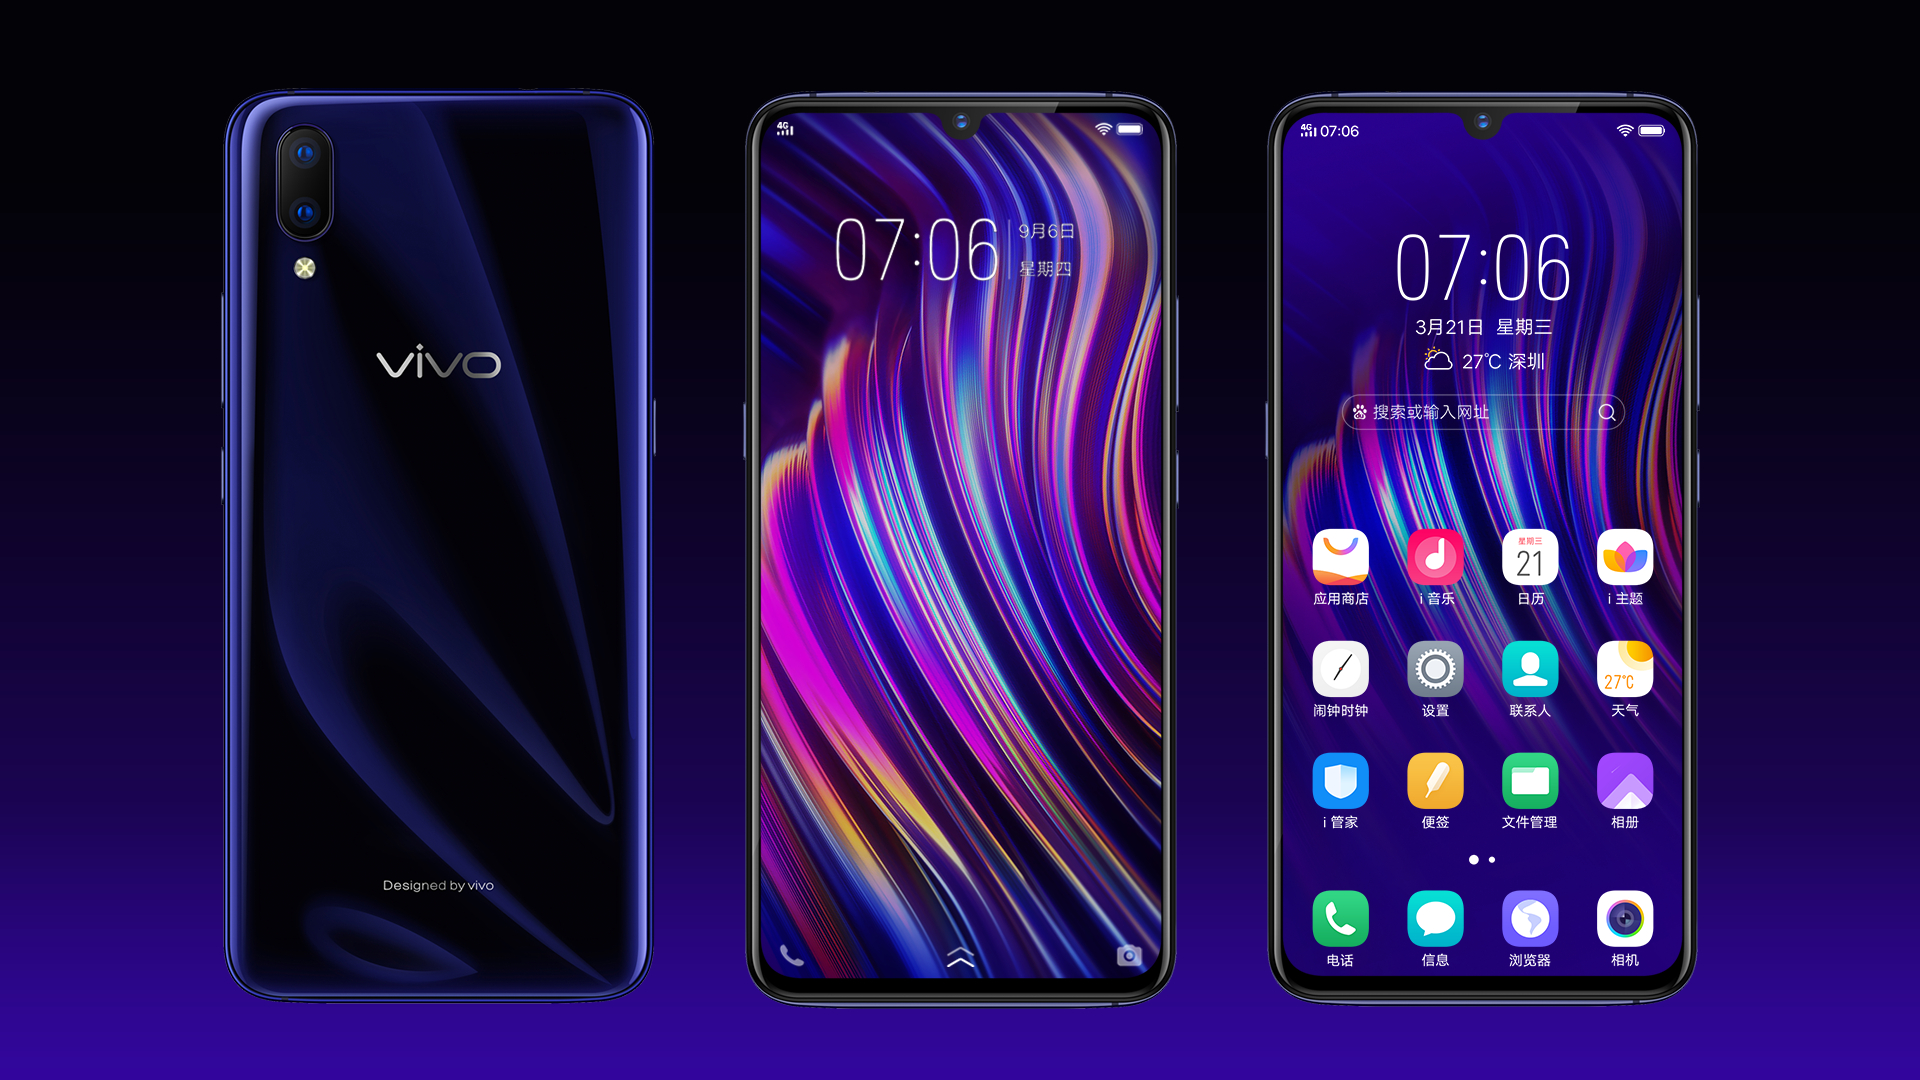 vivo
Designed by vivo
4G
07:06
9月6日
星期四
4G 07:06
07:06
3月21日 星期三
27℃ 深圳
搜索或输入网址
星期三
21
应用商店
i 音乐
日历
i 主题
27℃
闹钟时钟
设置
联系人
天气
i 管家
便签
文件管理
相册
电话
信息
浏览器
相机